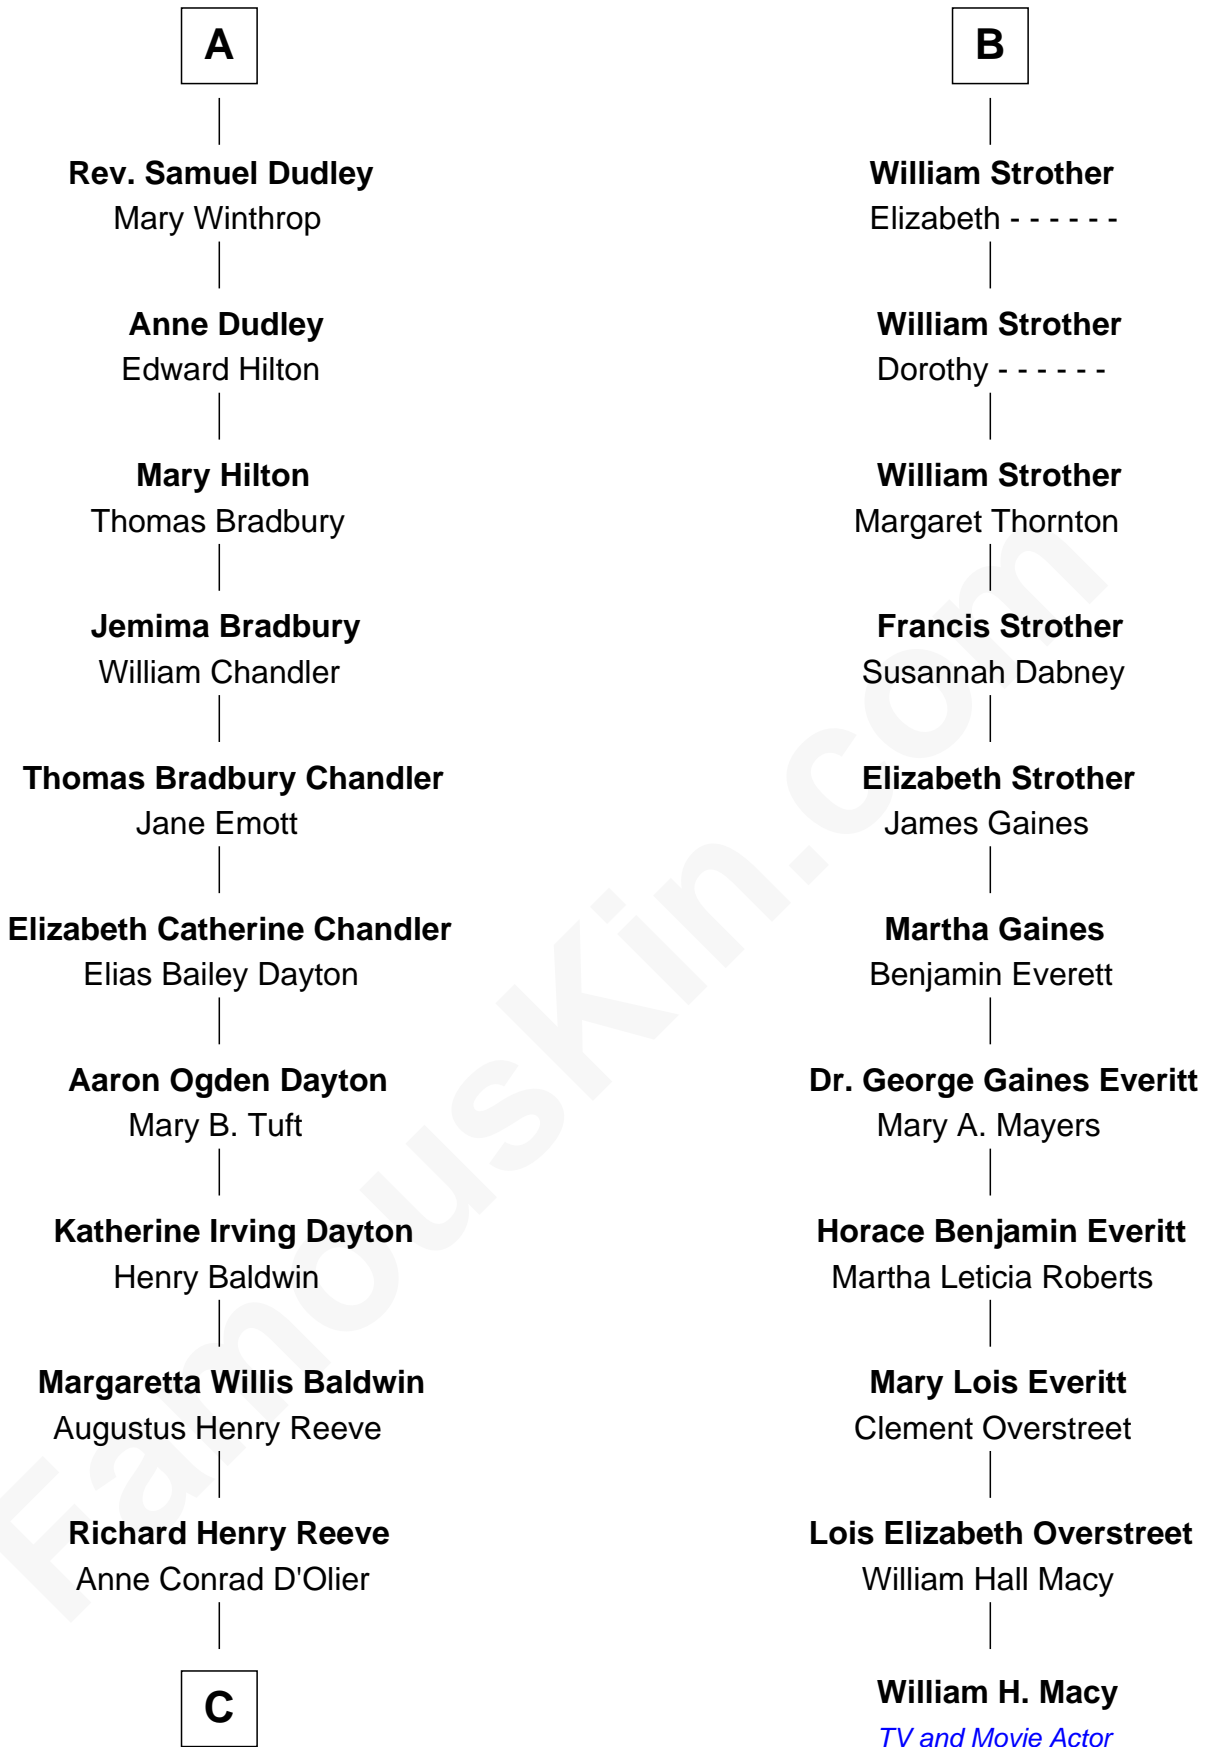 A
Rev. Samuel Dudley
Mary Winthrop
Anne Dudley
Edward Hilton
Mary Hilton
Thomas Bradbury
Jemima Bradbury
William Chandler
Thomas Bradbury Chandler
Jane Emott
Elizabeth Catherine Chandler
Elias Bailey Dayton
Aaron Ogden Dayton
Mary B. Tuft
Katherine Irving Dayton
Henry Baldwin
Margaretta Willis Baldwin
Augustus Henry Reeve
Richard Henry Reeve
Anne Conrad D'Olier
C
B
William Strother
Elizabeth - - - - - -
William Strother
Dorothy - - - - - -
William Strother
Margaret Thornton
Francis Strother
Susannah Dabney
Elizabeth Strother
James Gaines
Martha Gaines
Benjamin Everett
Dr. George Gaines Everitt
Mary A. Mayers
Horace Benjamin Everitt
Martha Leticia Roberts
Mary Lois Everitt
Clement Overstreet
Lois Elizabeth Overstreet
William Hall Macy
William H. Macy
TV and Movie Actor
FamousKin.com